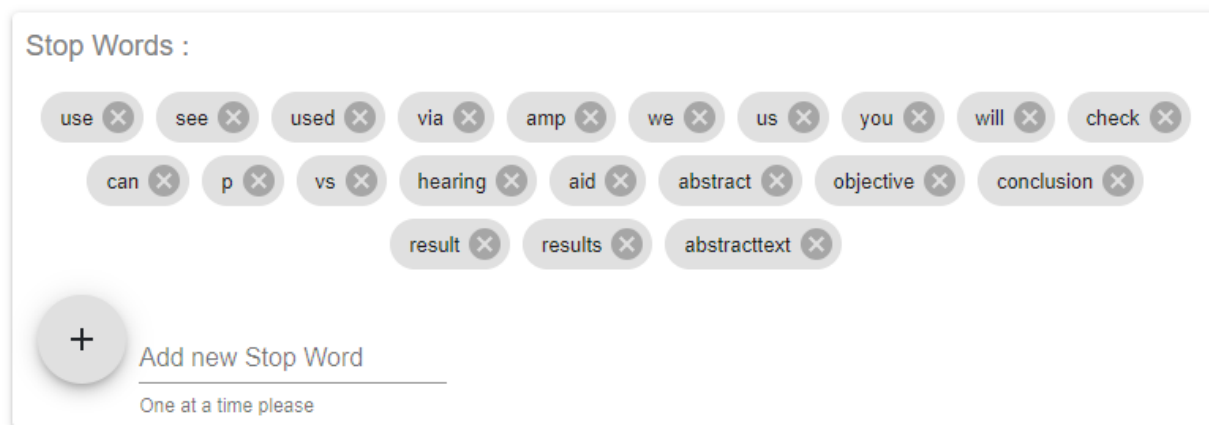 Stop Words :
use see used via amp we us you will check
can p vs hearing aid abstract objective conclusion
result results abstracttext
+
Add new Stop Word
One at a time please